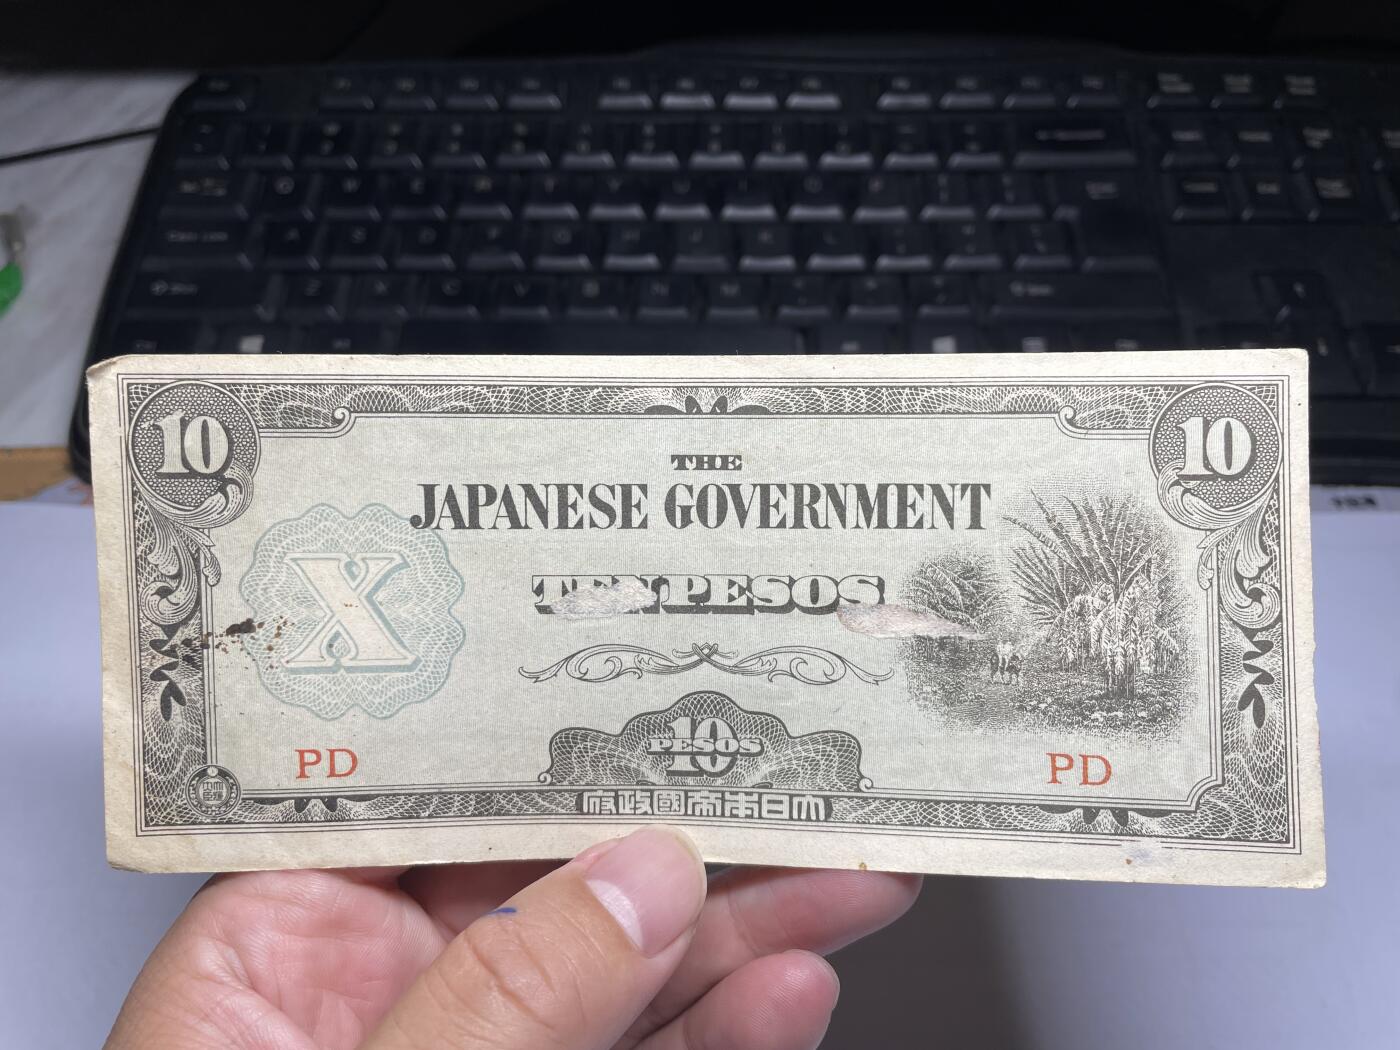 10
10
THE
JAPANESE GOVERNMENT
TEN PESOS
X
10
PESOS
PD
PD
大日本帝國政府